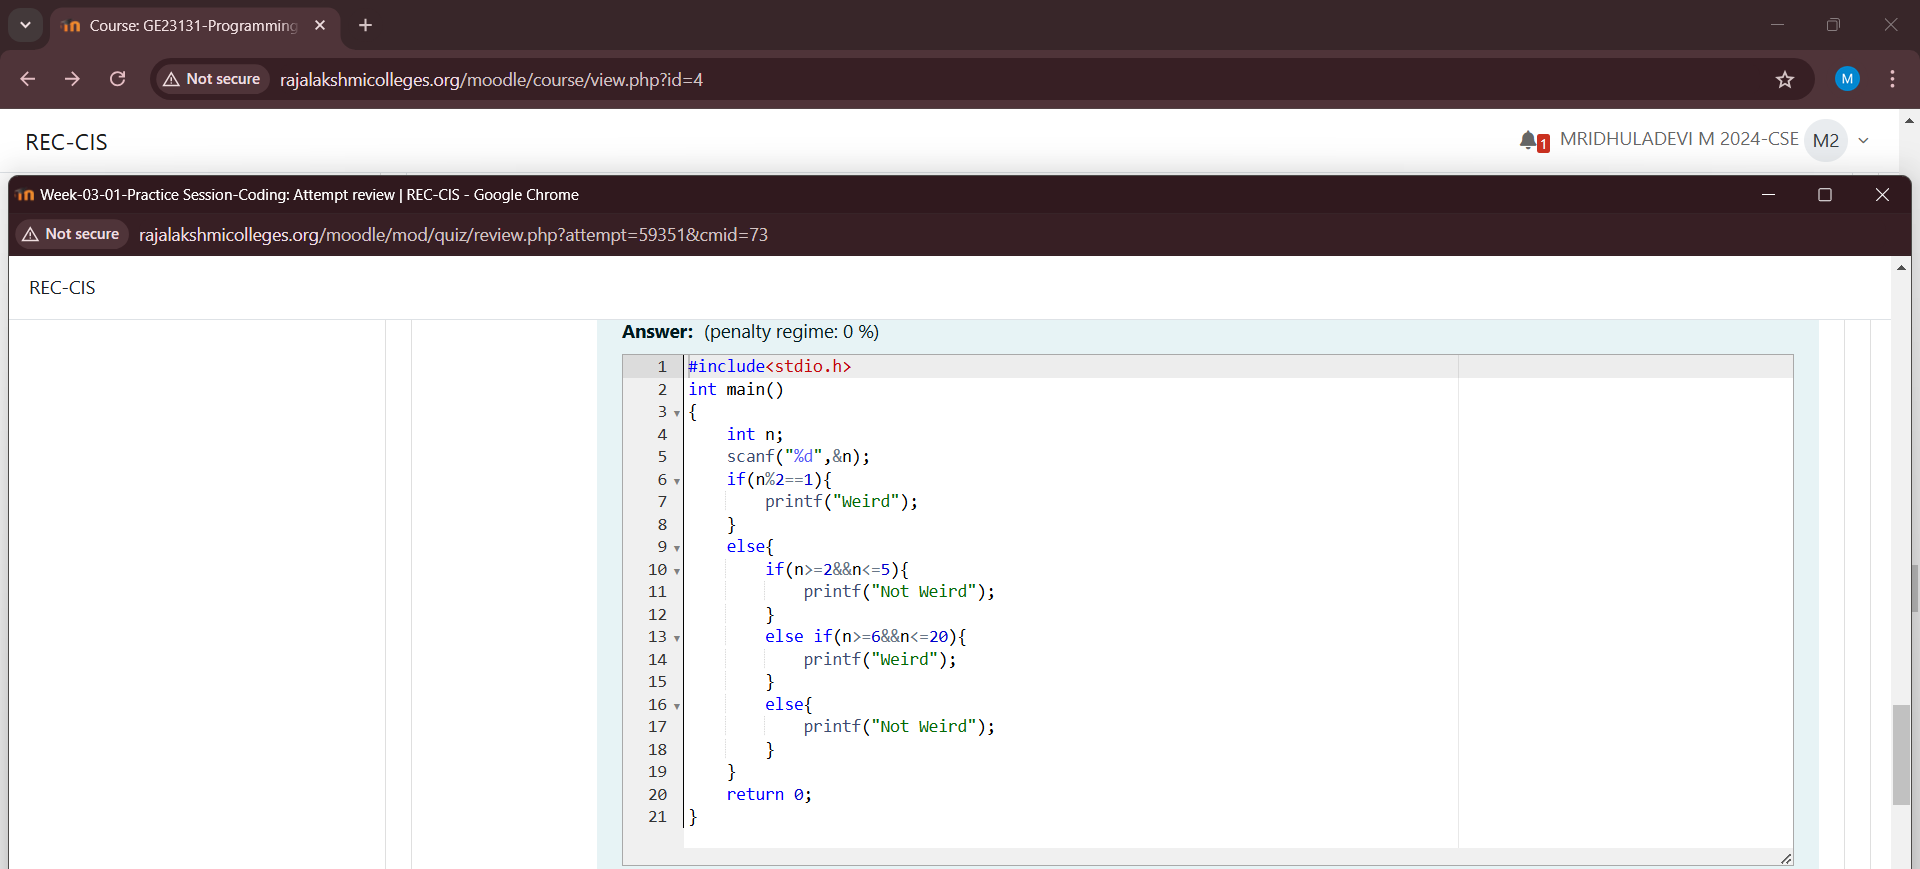 Course: GE23131-Programming
Not secure
rajalakshmicolleges.org/moodle/course/view.php?id=4
M
REC-CIS
1
MRIDHULADEVI M 2024-CSE
M2
Week-03-01-Practice Session-Coding: Attempt review | REC-CIS - Google Chrome
Not secure
rajalakshmicolleges.org/moodle/mod/quiz/review.php?attempt=59351&cmid=73
REC-CIS
Answer: (penalty regime: 0 %)
1 #include<stdio.h>
2 int main()
3 {
4     int n;
5     scanf("%d",&n);
6     if(n%2==1){
7         printf("Weird");
8     }
9     else{
10         if(n>=2&&n<=5){
11             printf("Not Weird");
12         }
13         else if(n>=6&&n<=20){
14             printf("Weird");
15         }
16         else{
17             printf("Not Weird");
18         }
19     }
20     return 0;
21 }